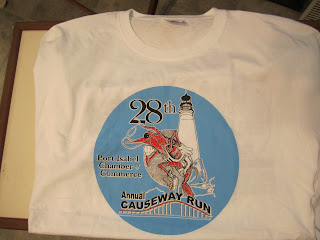 28th
Port Isabel
Chamber of
Commerce
Annual
CAUSEWAY RUN